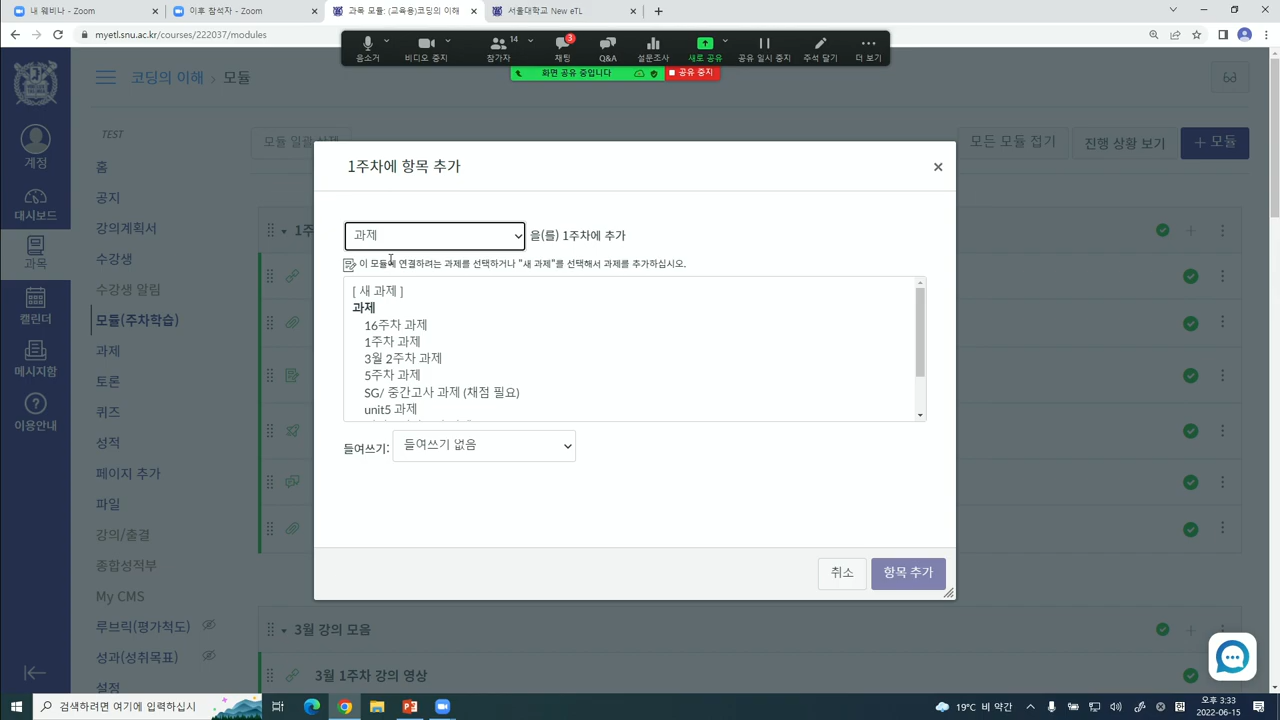 내 웨비나 - Zoom
이후 참석자 - Zoom
과목 모듈: (교육용)코딩의 이해
서울대학교 New eTL
myetl.snu.ac.kr/courses/222037/modules
음소거
비디오 중지
14
참가자
3
채팅
Q&A
설문조사
새로 공유
공유 일시 중지
주석 달기
더 보기
화면 공유 중입니다
공유 중지
코딩의 이해 › 모듈
계정
대시보드
과목
캘린더
메시지함
이용안내
TEST
홈
공지
강의계획서
수강생
수강생 알림
모듈(주차학습)
과제
토론
퀴즈
성적
페이지 추가
파일
강의/출결
종합성적부
My CMS
루브릭(평가척도)
성과(성취목표)
설정
모듈 일괄 삭제
모든 모듈 접기
진행 상황 보기
+ 모듈
1주차에 항목 추가
과제
을(를) 1주차에 추가
이 모듈에 연결하려는 과제를 선택하거나 "새 과제"를 선택해서 과제를 추가하십시오.
[ 새 과제 ]
과제
16주차 과제
1주차 과제
3월 2주차 과제
5주차 과제
SG/ 중간고사 과제 (채점 필요)
unit5 과제
들여쓰기:
들여쓰기 없음
취소
항목 추가
3월 강의 모음
3월 1주차 강의 영상
검색하려면 여기에 입력하십시
19°C 비 약간
한
오후 3:33
2022-06-15